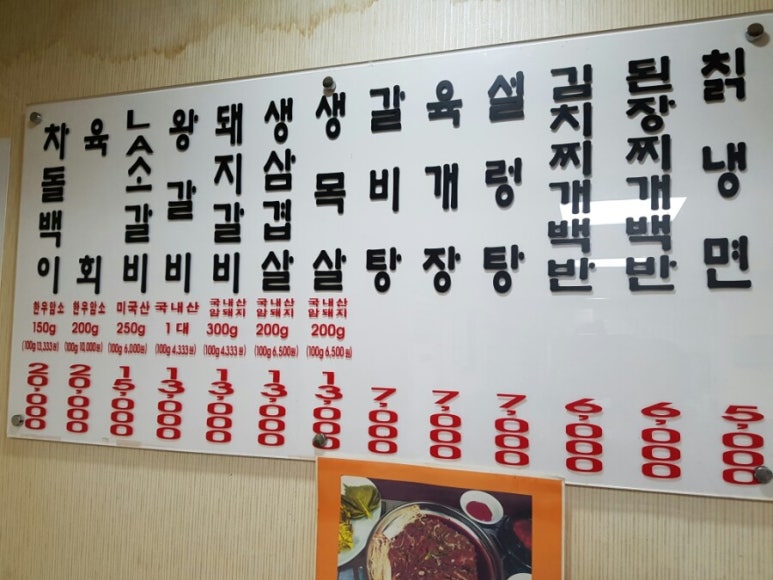 차돌백이
한우암소
150g
(100g 13,333원)
20,000
육회
한우암소
200g
(100g 10,000원)
20,000
LA소갈비
미국산
250g
(100g 6,000원)
15,000
왕갈비
국내산
1대
(100g 4,333원)
13,000
돼지갈비
국내산
암돼지
300g
(100g 4,333원)
13,000
생삼겹살
국내산
암돼지
200g
(100g 6,500원)
13,000
생목살
국내산
암돼지
200g
(100g 6,500원)
13,000
갈비탕
7,000
육개장
7,000
설렁탕
7,000
김치찌개백반
6,000
된장찌개백반
6,000
칡냉면
5,000